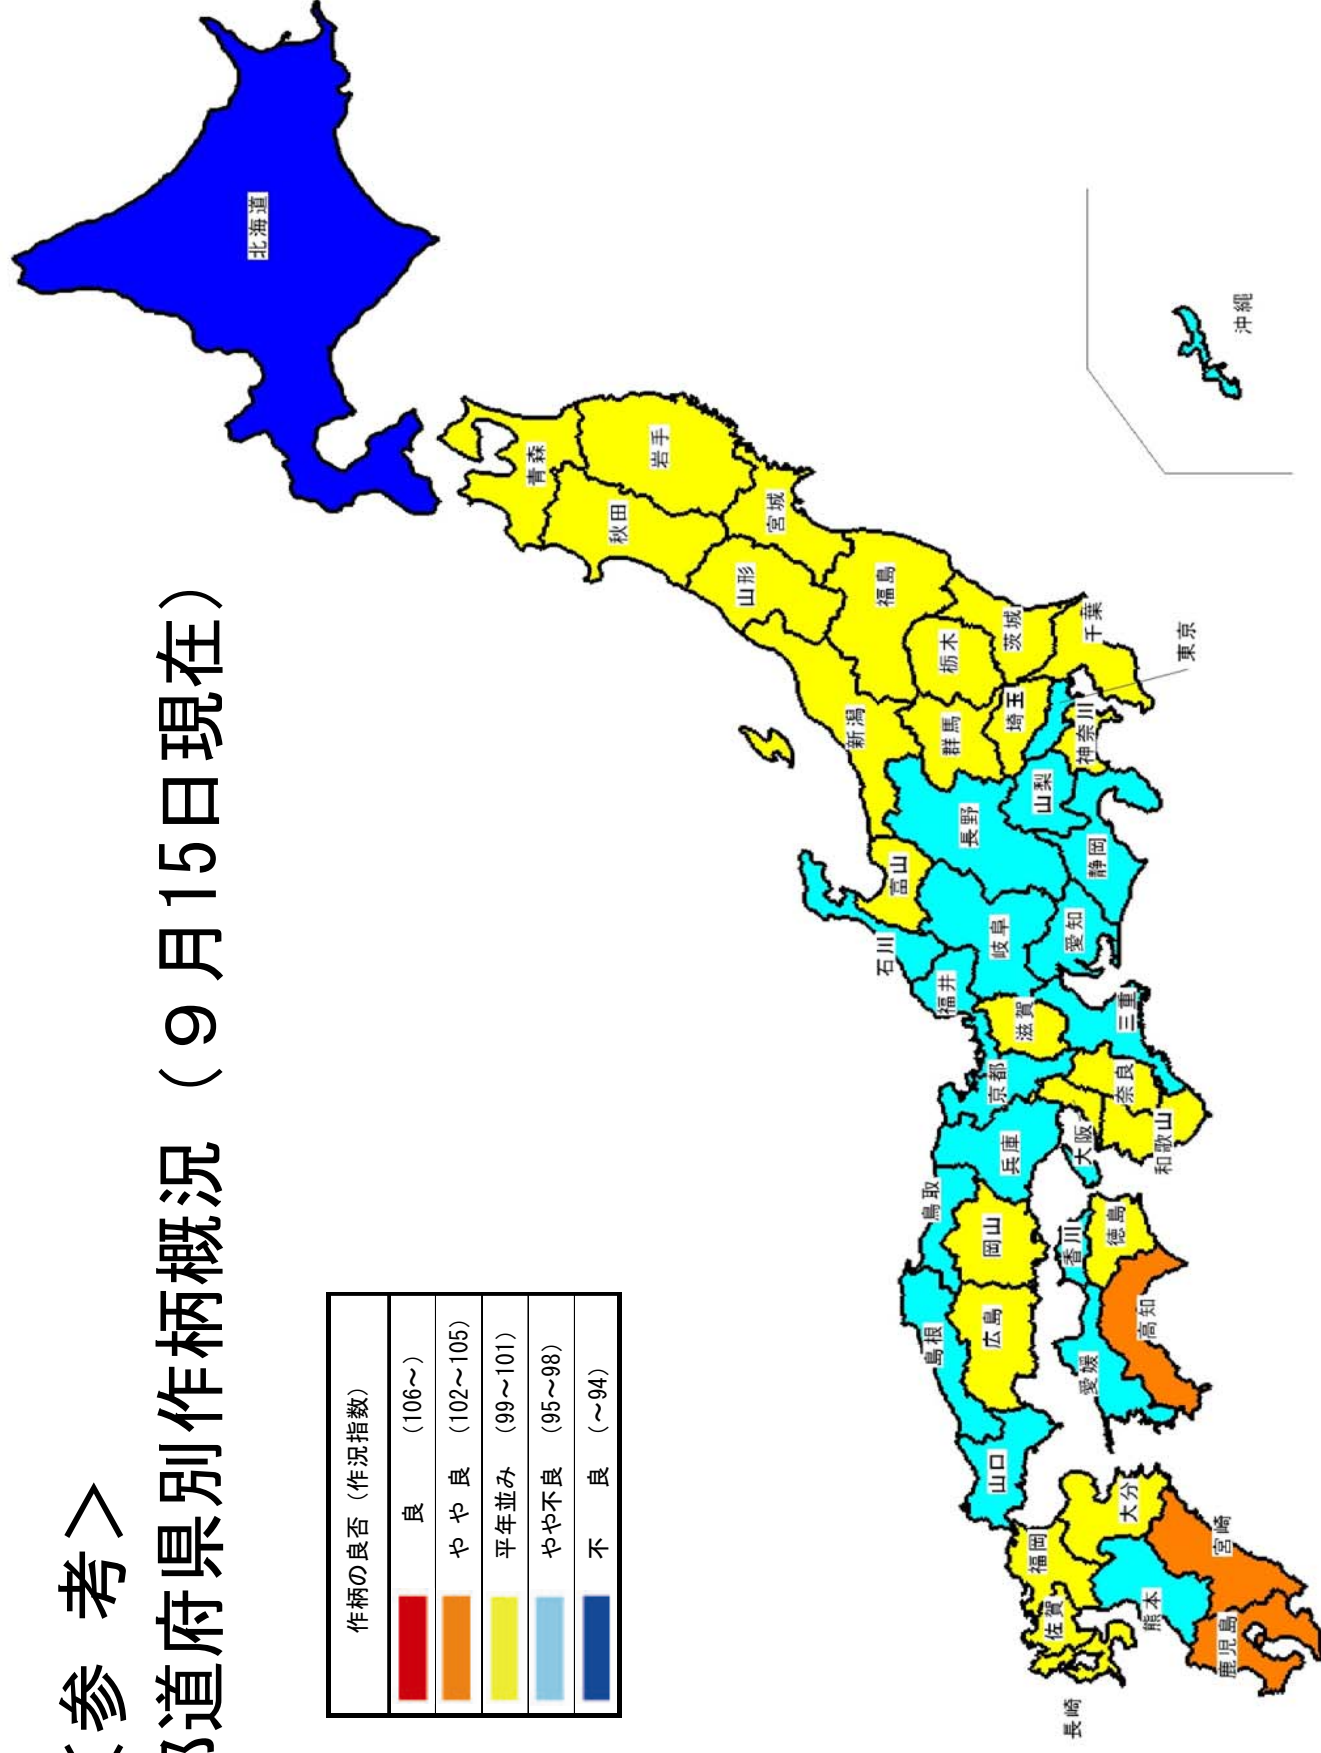 ＜参　考＞
都道府県別作柄概況（９月15日現在）
作柄の良否（作況指数）
良　（106～）
やや良　（102～105）
平年並み　（99～101）
やや不良　（95～98）
不　良　（～94）
北海道
青森
岩手
秋田
宮城
山形
福島
茨城
栃木
千葉
東京
埼玉
群馬
新潟
神奈川
山梨
長野
静岡
富山
岐阜
愛知
石川
福井
滋賀
三重
京都
奈良
和歌山
大阪
兵庫
鳥取
岡山
香川
徳島
島根
広島
高知
愛媛
山口
大分
福岡
宮崎
佐賀
熊本
鹿児島
長崎
沖縄